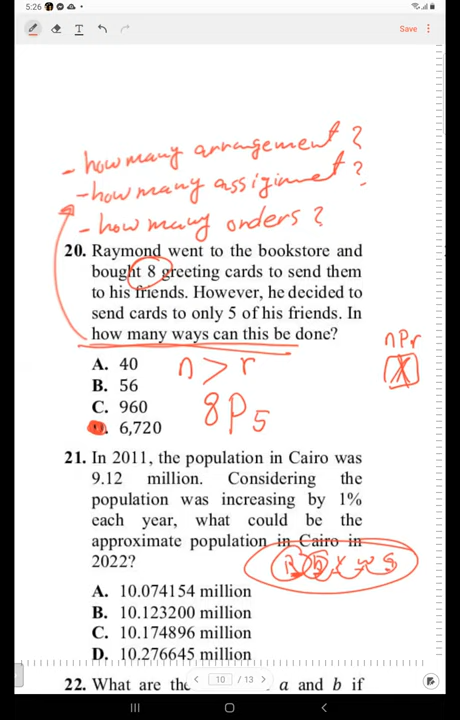 5:26
Save
- how many arrangement ?
- how many assigment ?
- how many orders ?
20. Raymond went to the bookstore and
bought 8 greeting cards to send them
to his friends. However, he decided to
send cards to only 5 of his friends. In
how many ways can this be done?
nPr
A. 40
n > r
B. 56
C. 960
8P5
6,720
21. In 2011, the population in Cairo was
9.12 million. Considering the
population was increasing by 1%
each year, what could be the
approximate population in Cairo in
2022?
A. 10.074154 million
B. 10.123200 million
C. 10.174896 million
D. 10.276645 million
22. What are the a and b if
10 / 13